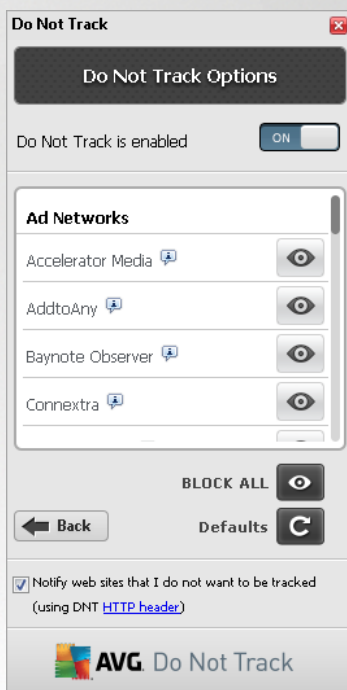 Do Not Track
Do Not Track Options
Do Not Track is enabled
ON
Ad Networks
Accelerator Media
AddtoAny
Baynote Observer
Connextra
BLOCK ALL
Back
Defaults
Notify web sites that I do not want to be tracked
(using DNT HTTP header)
AVG. Do Not Track